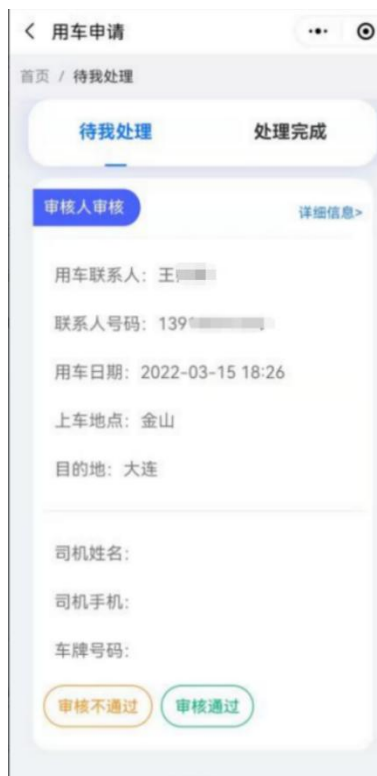 用车申请
首页 / 待我处理
待我处理 处理完成
审核人审核 详细信息>
用车联系人：王
联系人号码：139
用车日期：2022-03-15 18:26
上车地点：金山
目的地：大连
司机姓名：
司机手机：
车牌号码：
审核不通过 审核通过